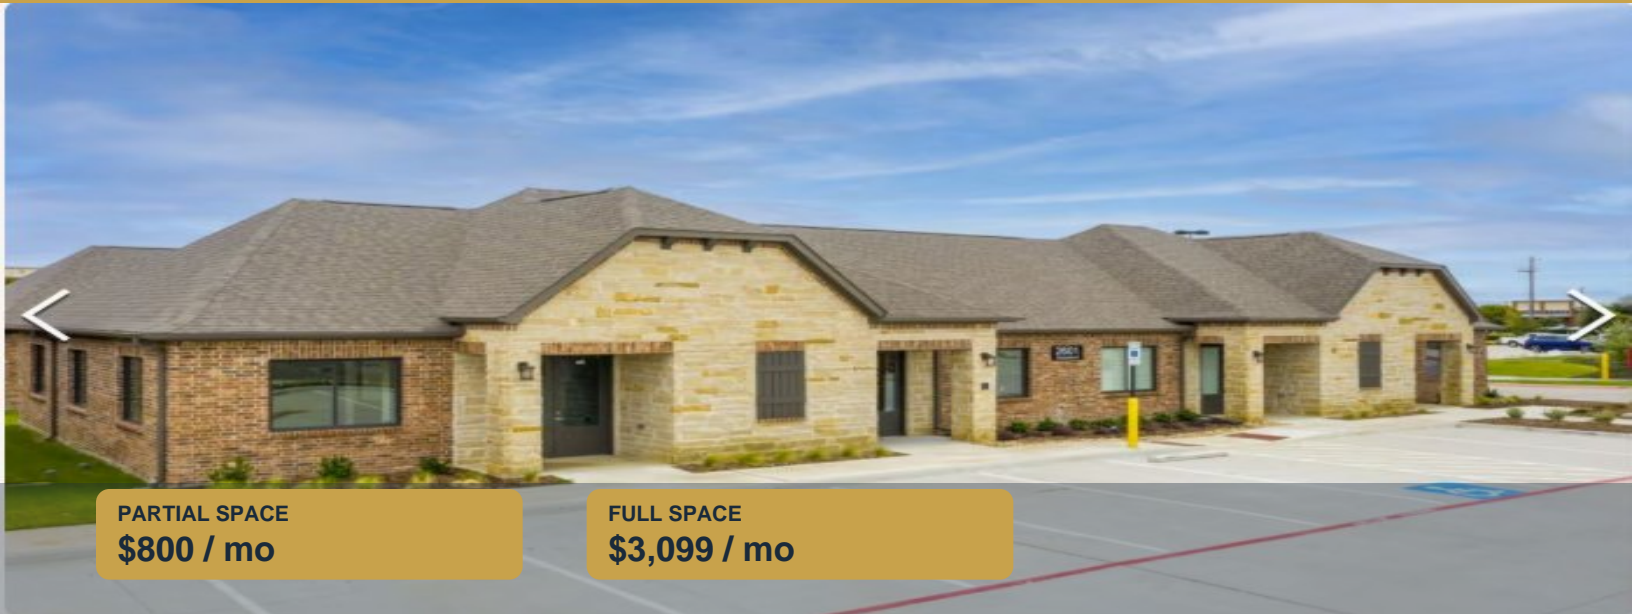 PARTIAL SPACE
$800 / mo
FULL SPACE
$3,099 / mo